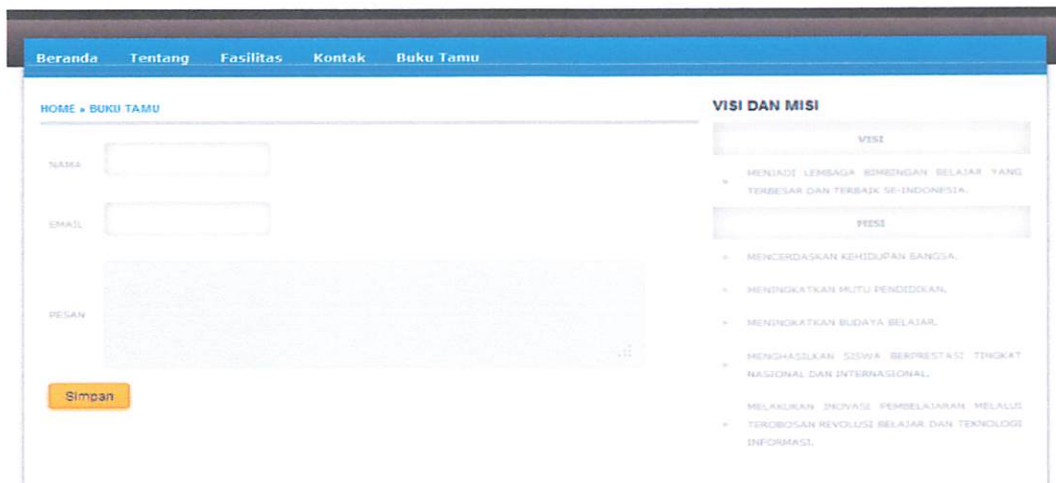 Beranda Tentang Fasilitas Kontak Buku Tamu
HOME » BUKU TAMU
NAMA
EMAIL
PESAN
Simpan
VISI DAN MISI
VISI
MENJADI LEMBAGA BIMBINGAN BELAJAR YANG
TERBESAR DAN TERBAIK SE-INDONESIA.
MISI
MENCERDASKAN KEHIDUPAN BANGSA.
MENINGKATKAN MUTU PENDIDIKAN.
MENINGKATKAN BUDAYA BELAJAR.
MENGHASILKAN SISWA BERPRESTASI TINGKAT
NASIONAL DAN INTERNASIONAL.
MELAKUKAN INOVASI PEMBELAJARAN MELALUI
TEROBOSAN REVOLUSI BELAJAR DAN TEKNOLOGI
INFORMASI.